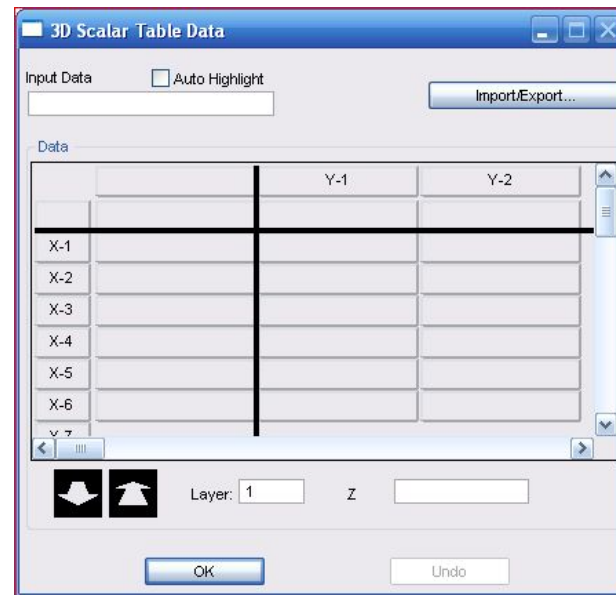 3D Scalar Table Data
Input Data Auto Highlight
Import/Export...
Data
Y-1 Y-2
X-1
X-2
X-3
X-4
X-5
X-6
Layer: 1 Z
OK Undo